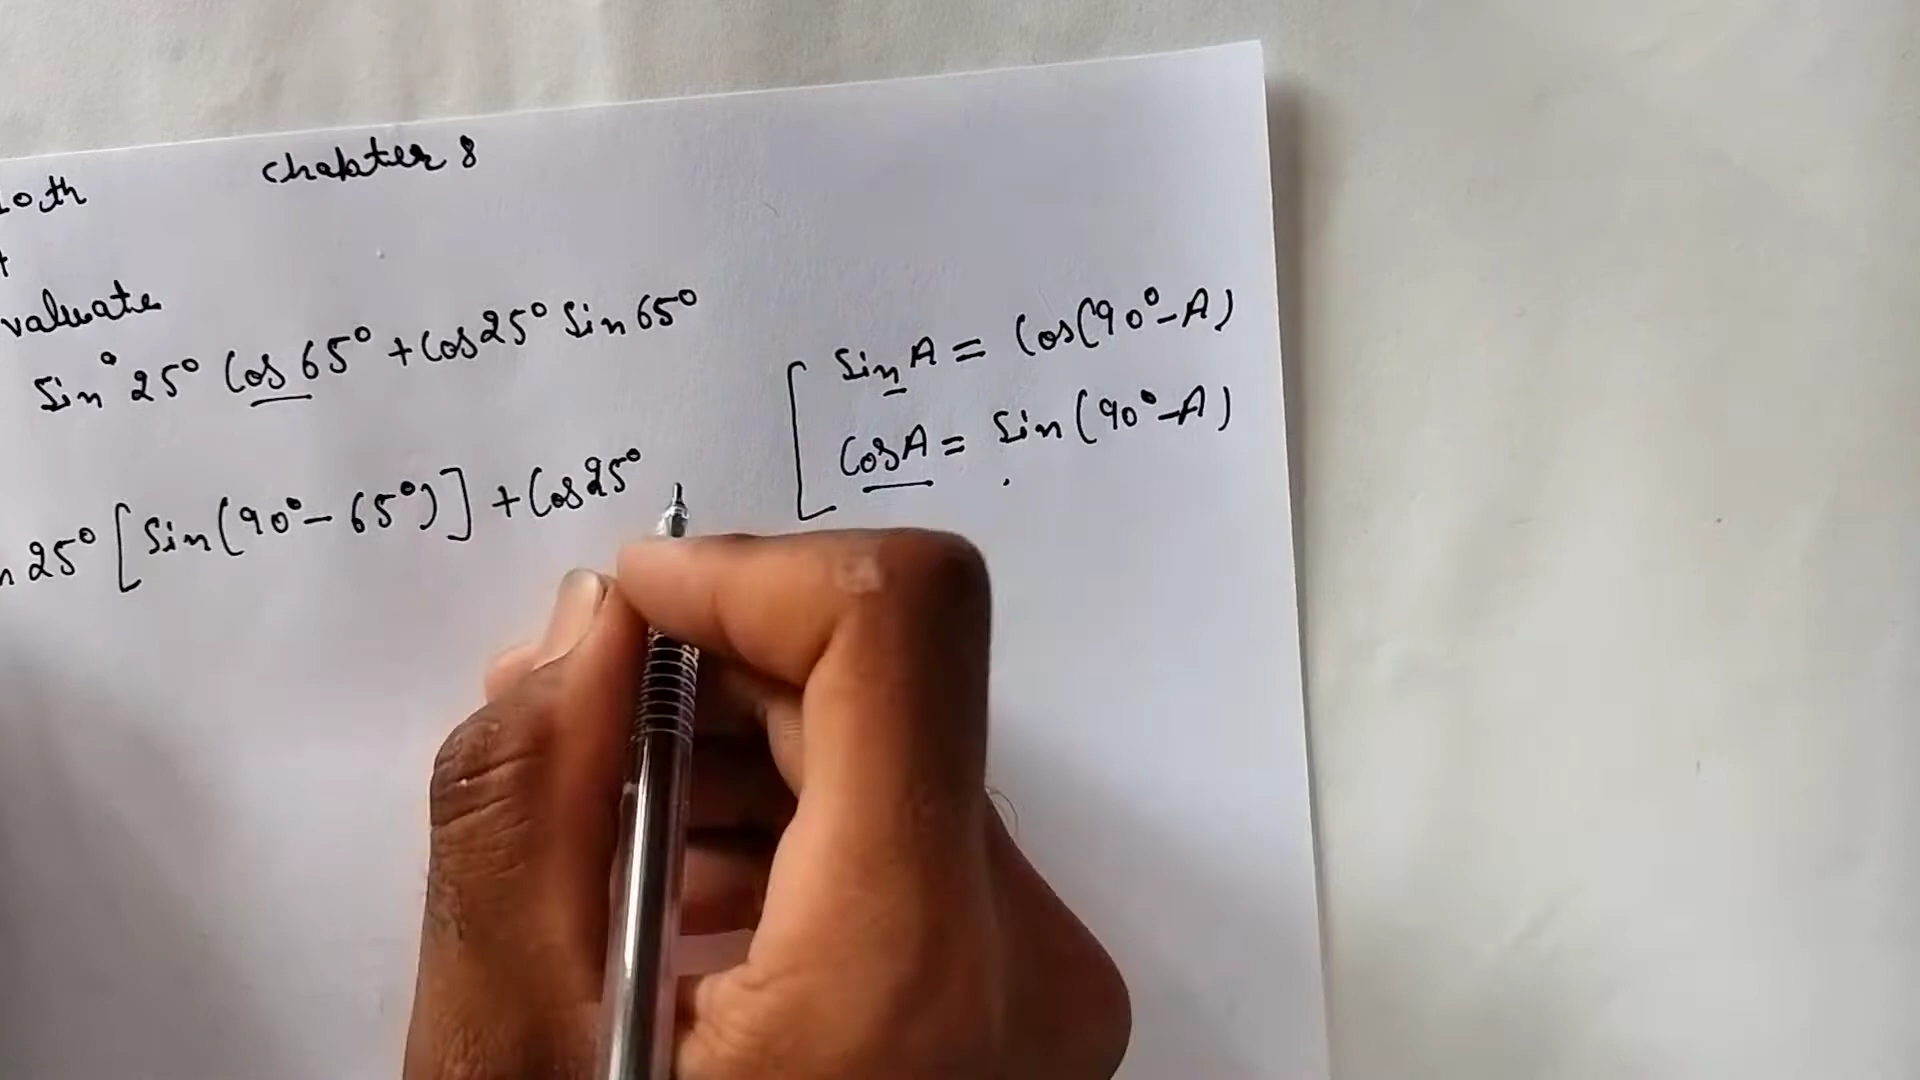 10th chapter 8
valuate
Sin 25° Cos 65° + Cos 25° Sin 65°
Sin A = Cos(90° - A)
Cos A = Sin (90° - A)
n 25° [Sin (90° - 65°)] + Cos 25°